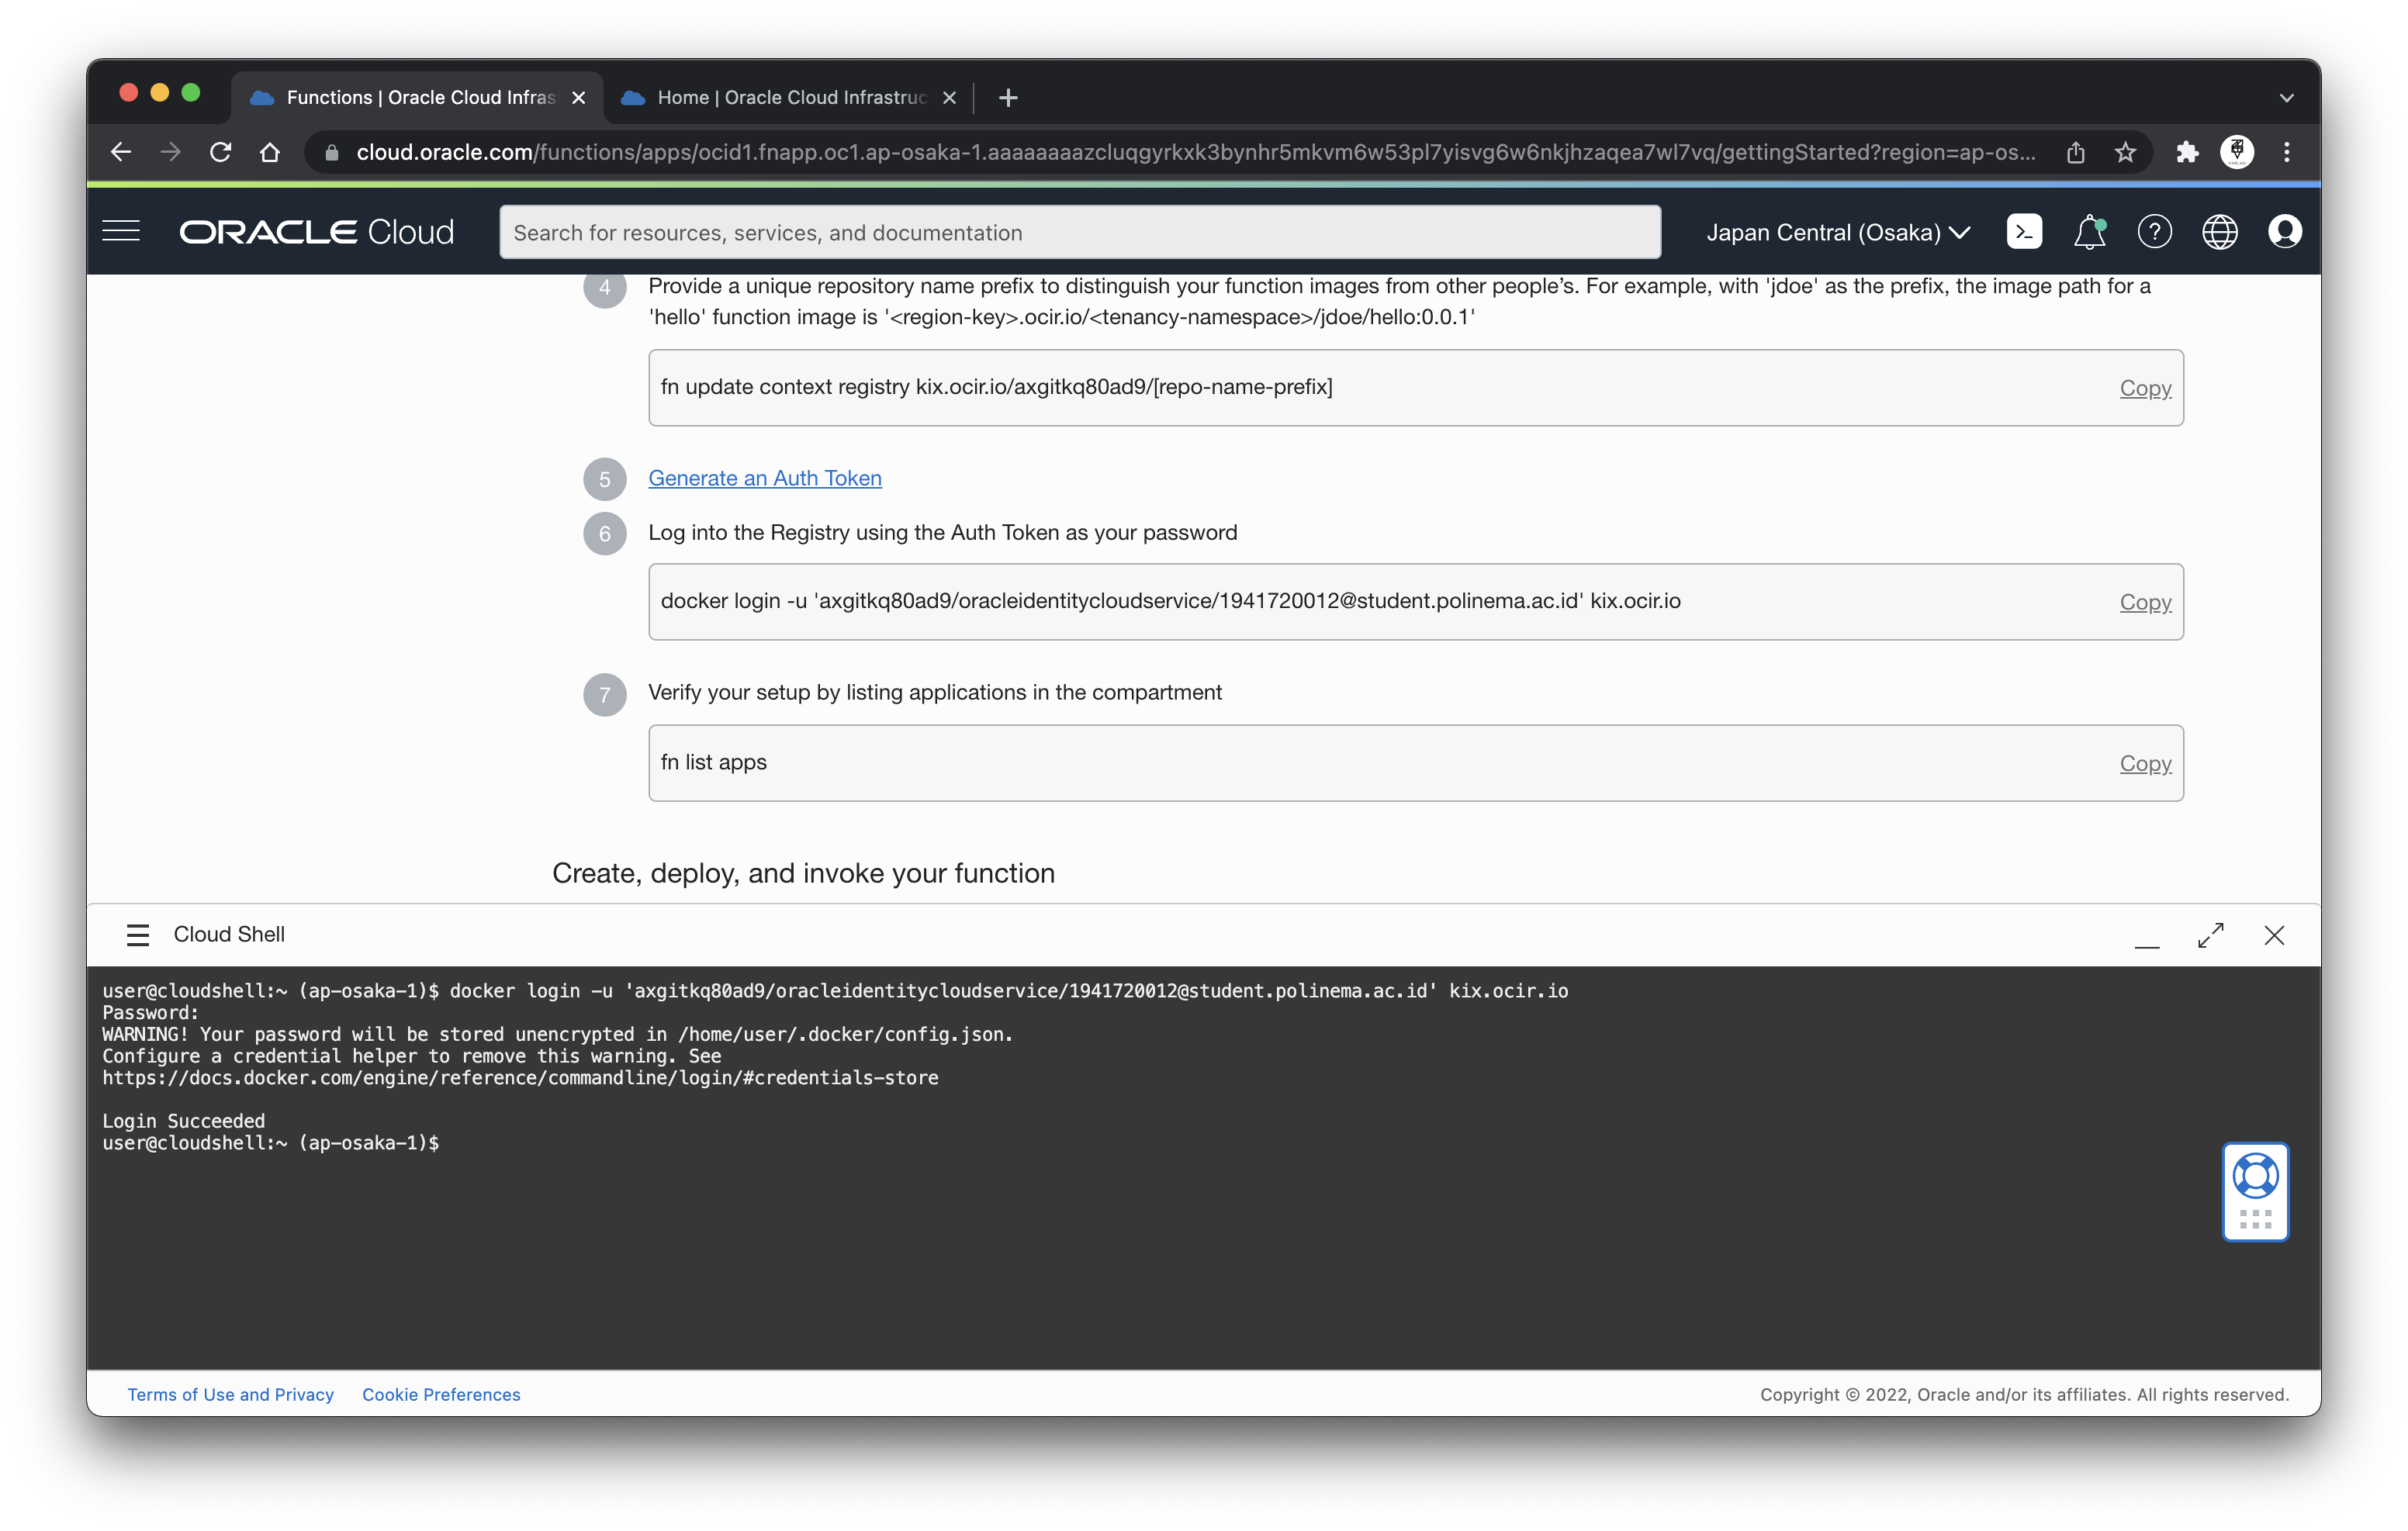 Functions | Oracle Cloud Infras
Home | Oracle Cloud Infrastruc
cloud.oracle.com/functions/apps/ocid1.fnapp.oc1.ap-osaka-1.aaaaaaaazcluqgyrkxk3bynhr5mkvm6w53pl7yisvg6w6nkjhzaqea7wl7vq/gettingStarted?region=ap-os...
ORACLE Cloud
Search for resources, services, and documentation
Japan Central (Osaka)
4 Provide a unique repository name prefix to distinguish your function images from other people’s. For example, with 'jdoe' as the prefix, the image path for a
'hello' function image is '<region-key>.ocir.io/<tenancy-namespace>/jdoe/hello:0.0.1'
fn update context registry kix.ocir.io/axgitkq80ad9/[repo-name-prefix] Copy
5 Generate an Auth Token
6 Log into the Registry using the Auth Token as your password
docker login -u 'axgitkq80ad9/oracleidentitycloudservice/1941720012@student.polinema.ac.id' kix.ocir.io Copy
7 Verify your setup by listing applications in the compartment
fn list apps Copy
Create, deploy, and invoke your function
Cloud Shell
user@cloudshell:~ (ap-osaka-1)$ docker login -u 'axgitkq80ad9/oracleidentitycloudservice/1941720012@student.polinema.ac.id' kix.ocir.io
Password:
WARNING! Your password will be stored unencrypted in /home/user/.docker/config.json.
Configure a credential helper to remove this warning. See
https://docs.docker.com/engine/reference/commandline/login/#credentials-store
Login Succeeded
user@cloudshell:~ (ap-osaka-1)$
Terms of Use and Privacy Cookie Preferences
Copyright © 2022, Oracle and/or its affiliates. All rights reserved.